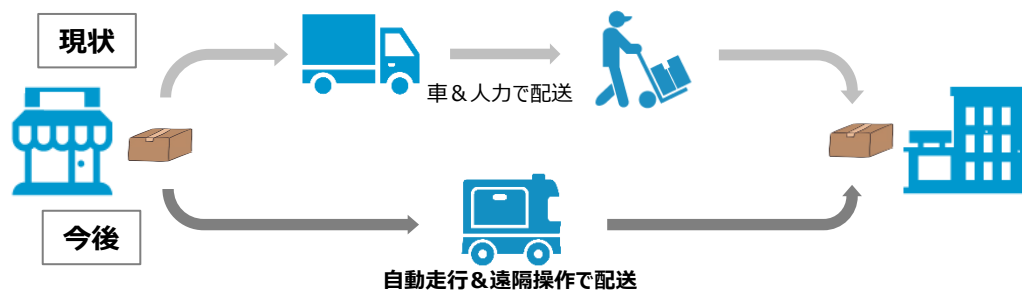 現状
車＆人力で配送
今後
自動走行＆遠隔操作で配送